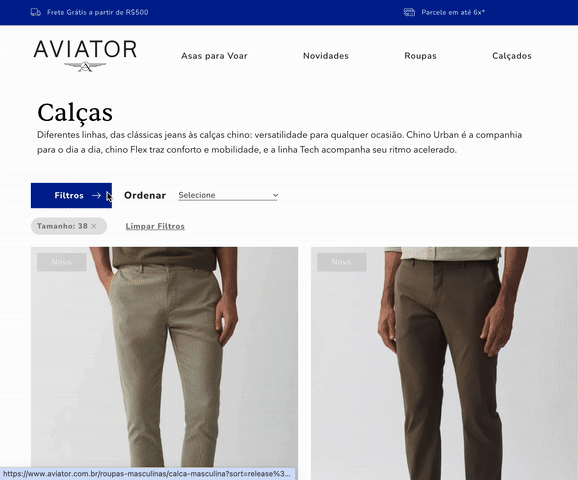 Frete Grátis a partir de R$500
Parcele em até 6x*
AVIATOR
Asas para Voar
Novidades
Roupas
Calçados
Calças
Diferentes linhas, das clássicas jeans às calças chino: versatilidade para qualquer ocasião. Chino Urban é a companhia
para o dia a dia, chino Flex traz conforto e mobilidade, e a linha Tech acompanha seu ritmo acelerado.
Filtros
Ordenar
Selecione
Tamanho: 38
Limpar Filtros
Novo
Novo
https://www.aviator.com.br/roupas-masculinas/calca-masculina?sort=release%3...